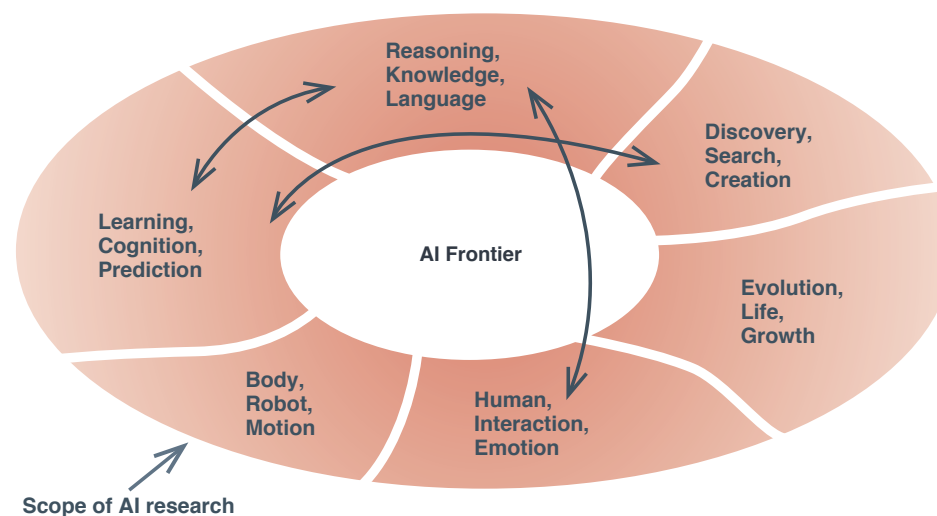 Reasoning,
Knowledge,
Language
Discovery,
Search,
Creation
Learning,
Cognition,
Prediction
AI Frontier
Evolution,
Life,
Growth
Body,
Robot,
Motion
Human,
Interaction,
Emotion
Scope of AI research